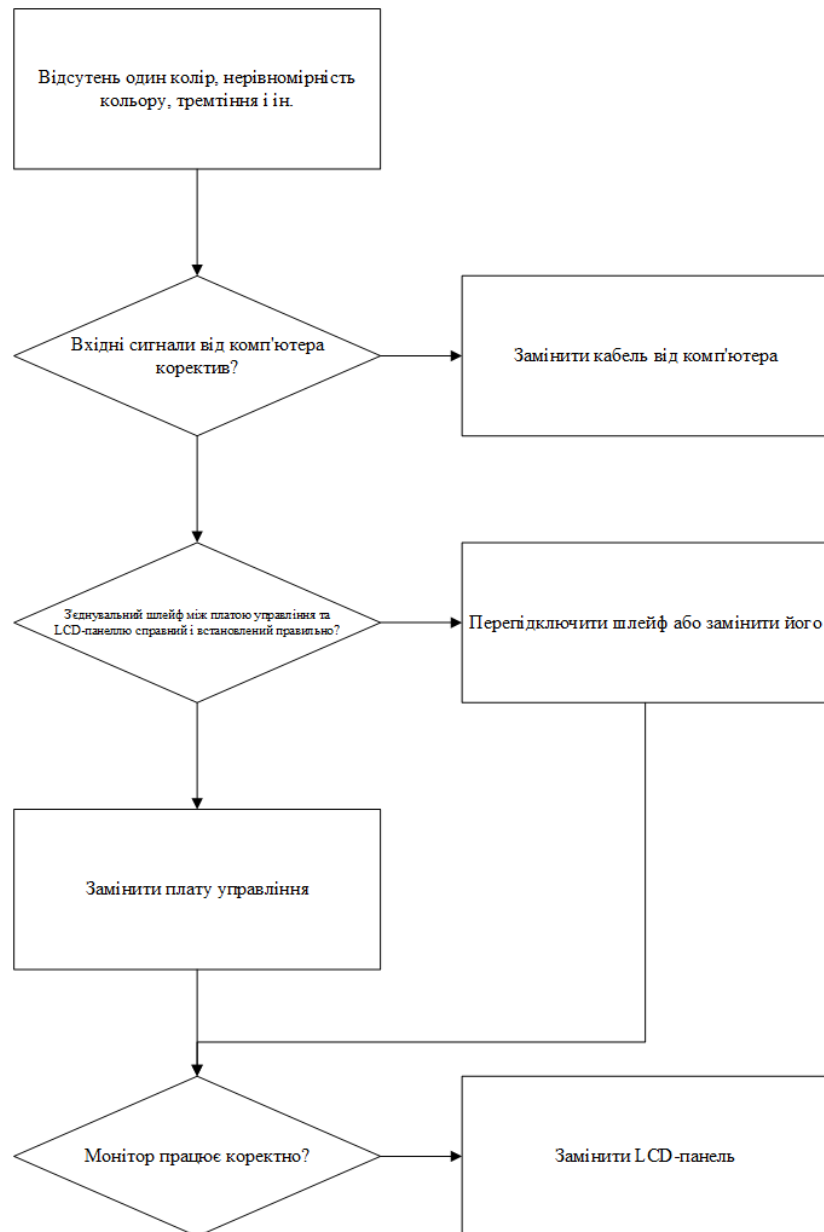 Відсутень один колір, нерівномірність
кольору, тремтіння і ін.
Вхідні сигнали від комп'ютера
коректив?
Замінити кабель від комп'ютера
З'єднувальний шлейф між платою управління та
LCD-панеллю справний і встановлений правильно?
Перепідключити шлейф або замінити його
Замінити плату управління
Монітор працює коректно?
Замінити LCD-панель